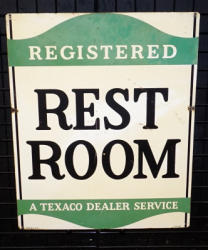 REGISTERED
REST
ROOM
A TEXACO DEALER SERVICE